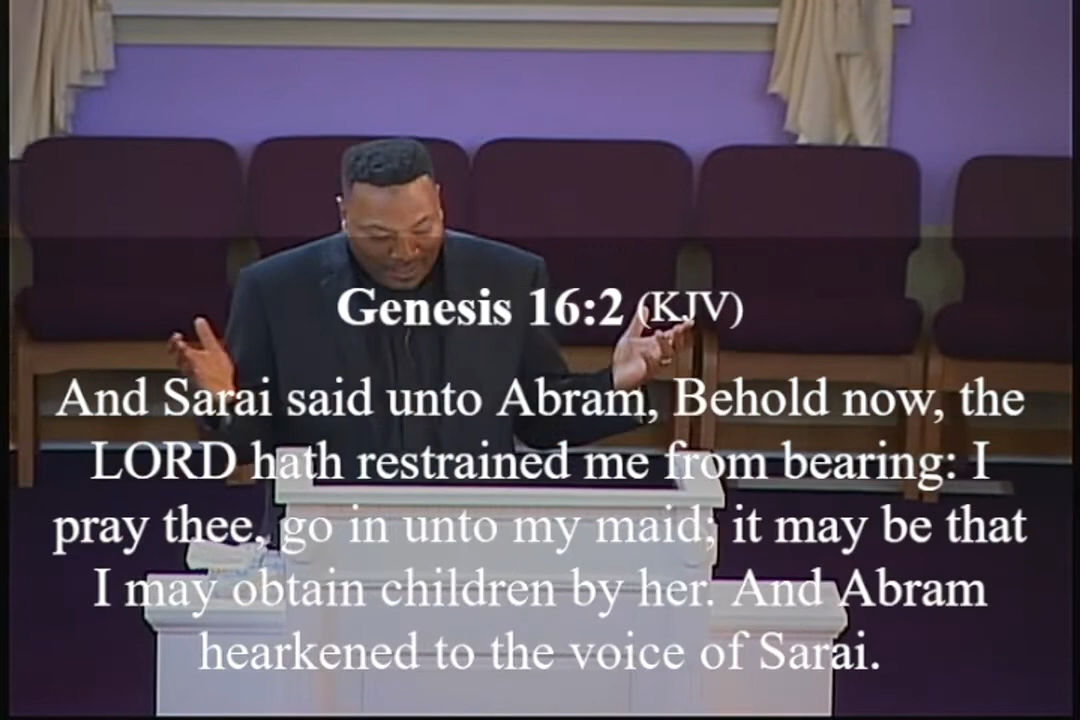 Genesis 16:2 (KJV)
And Sarai said unto Abram, Behold now, the
LORD hath restrained me from bearing: I
pray thee, go in unto my maid; it may be that
I may obtain children by her. And Abram
hearkened to the voice of Sarai.